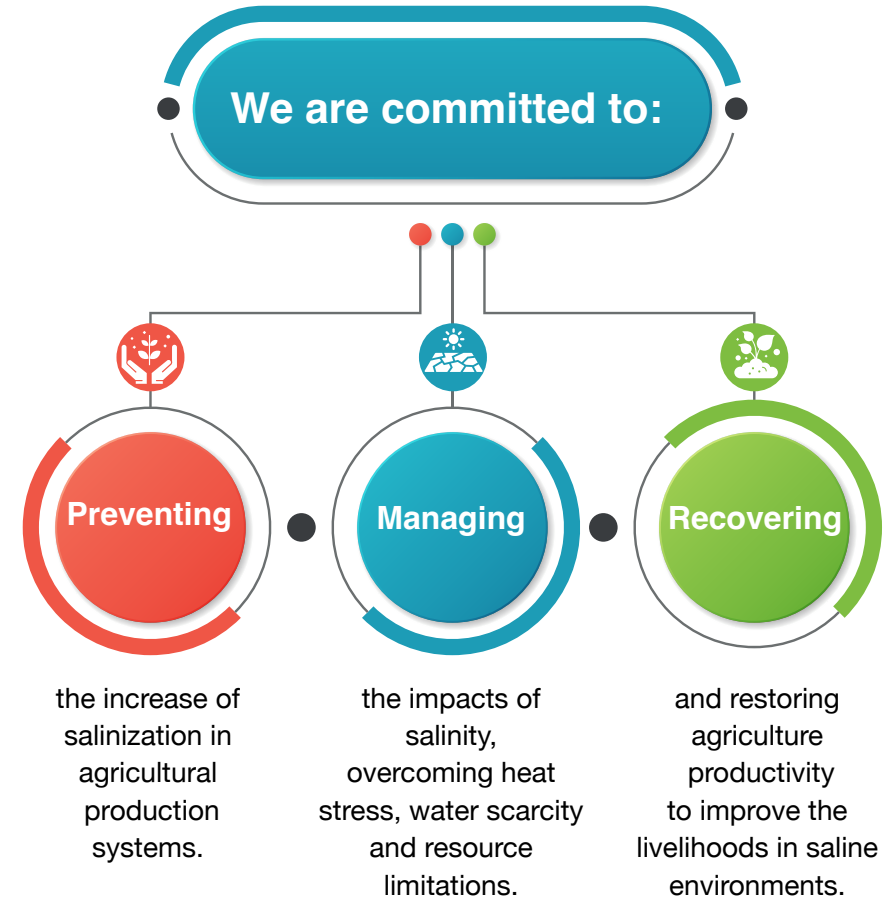 We are committed to:
Preventing
the increase of
salinization in
agricultural
production
systems.
Managing
the impacts of
salinity,
overcoming heat
stress, water scarcity
and resource
limitations.
Recovering
and restoring
agriculture
productivity
to improve the
livelihoods in saline
environments.